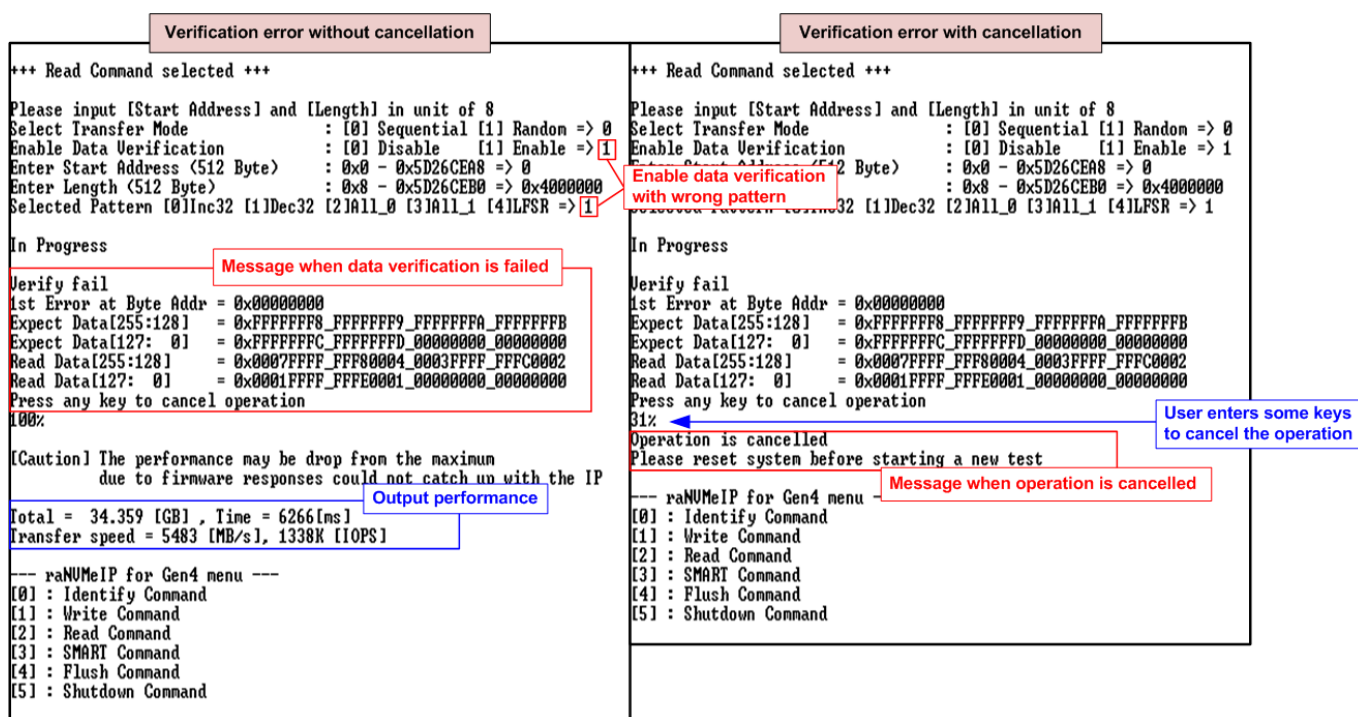 Verification error without cancellation
+++ Read Command selected +++
Please input [Start Address] and [Length] in unit of 8
Select Transfer Mode : [0] Sequential [1] Random => 0
Enable Data Verification : [0] Disable [1] Enable => 1
Enter Start Address (512 Byte) : 0x0 - 0x5D26CEA8 => 0
Enter Length (512 Byte) : 0x8 - 0x5D26CEB0 => 0x4000000
Selected Pattern [0]Inc32 [1]Dec32 [2]All_0 [3]All_1 [4]LFSR => 1
Enable data verification
with wrong pattern
In Progress
Message when data verification is failed
Verify fail
1st Error at Byte Addr = 0x00000000
Expect Data[255:128] = 0xFFFFFFF8_FFFFFFF9_FFFFFFFA_FFFFFFFB
Expect Data[127: 0] = 0xFFFFFFFC_FFFFFFFD_00000000_00000000
Read Data[255:128] = 0x0007FFFF_FFF80004_0003FFFF_FFFC0002
Read Data[127: 0] = 0x0001FFFF_FFFE0001_00000000_00000000
Press any key to cancel operation
100%
[Caution] The performance may be drop from the maximum
due to firmware responses could not catch up with the IP
Output performance
Total = 34.359 [GB] , Time = 6266[ms]
Transfer speed = 5483 [MB/s], 1338K [IOPS]
--- raNVMeIP for Gen4 menu ---
[0] : Identify Command
[1] : Write Command
[2] : Read Command
[3] : SMART Command
[4] : Flush Command
[5] : Shutdown Command
Verification error with cancellation
+++ Read Command selected +++
Please input [Start Address] and [Length] in unit of 8
Select Transfer Mode : [0] Sequential [1] Random => 0
Enable Data Verification : [0] Disable [1] Enable => 1
Byte) : 0x0 - 0x5D26CEA8 => 0
: 0x8 - 0x5D26CEB0 => 0x4000000
[1]Dec32 [2]All_0 [3]All_1 [4]LFSR => 1
In Progress
Verify fail
1st Error at Byte Addr = 0x00000000
Expect Data[255:128] = 0xFFFFFFF8_FFFFFFF9_FFFFFFFA_FFFFFFFB
Expect Data[127: 0] = 0xFFFFFFFC_FFFFFFFD_00000000_00000000
Read Data[255:128] = 0x0007FFFF_FFF80004_0003FFFF_FFFC0002
Read Data[127: 0] = 0x0001FFFF_FFFE0001_00000000_00000000
Press any key to cancel operation
31%
User enters some keys
to cancel the operation
Operation is cancelled
Please reset system before starting a new test
Message when operation is cancelled
--- raNVMeIP for Gen4 menu -
[0] : Identify Command
[1] : Write Command
[2] : Read Command
[3] : SMART Command
[4] : Flush Command
[5] : Shutdown Command